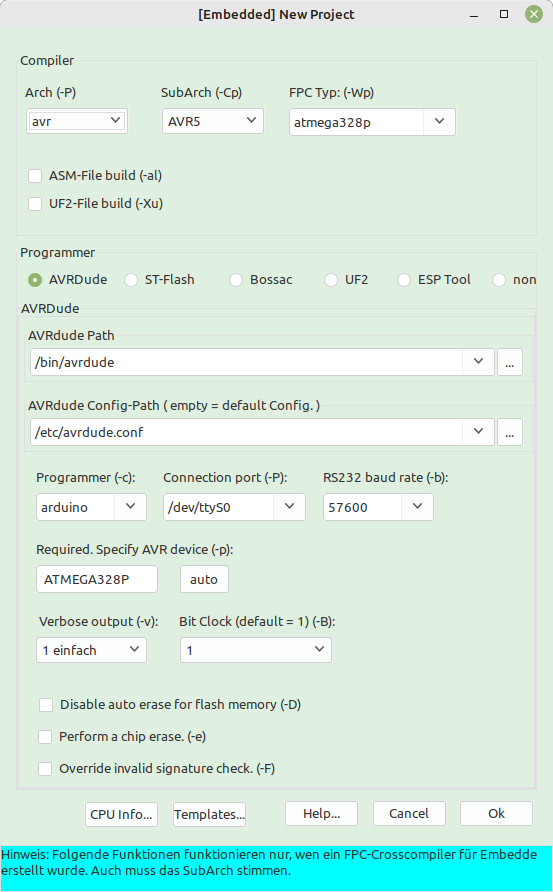 [Embedded] New Project
Compiler
Arch (-P) SubArch (-Cp) FPC Typ: (-Wp)
avr AVR5 atmega328p
ASM-File build (-al)
UF2-File build (-Xu)
Programmer
AVRDude ST-Flash Bossac UF2 ESP Tool non
AVRDude
AVRdude Path
/bin/avrdude ...
AVRdude Config-Path ( empty = default Config. )
/etc/avrdude.conf ...
Programmer (-c): Connection port (-P): RS232 baud rate (-b):
arduino /dev/ttyS0 57600
Required. Specify AVR device (-p):
ATMEGA328P auto
Verbose output (-v): Bit Clock (default = 1) (-B):
1 einfach 1
Disable auto erase for flash memory (-D)
Perform a chip erase. (-e)
Override invalid signature check. (-F)
CPU Info... Templates... Help... Cancel Ok
Hinweis: Folgende Funktionen funktionieren nur, wen ein FPC-Crosscompiler für Embedde
erstellt wurde. Auch muss das SubArch stimmen.